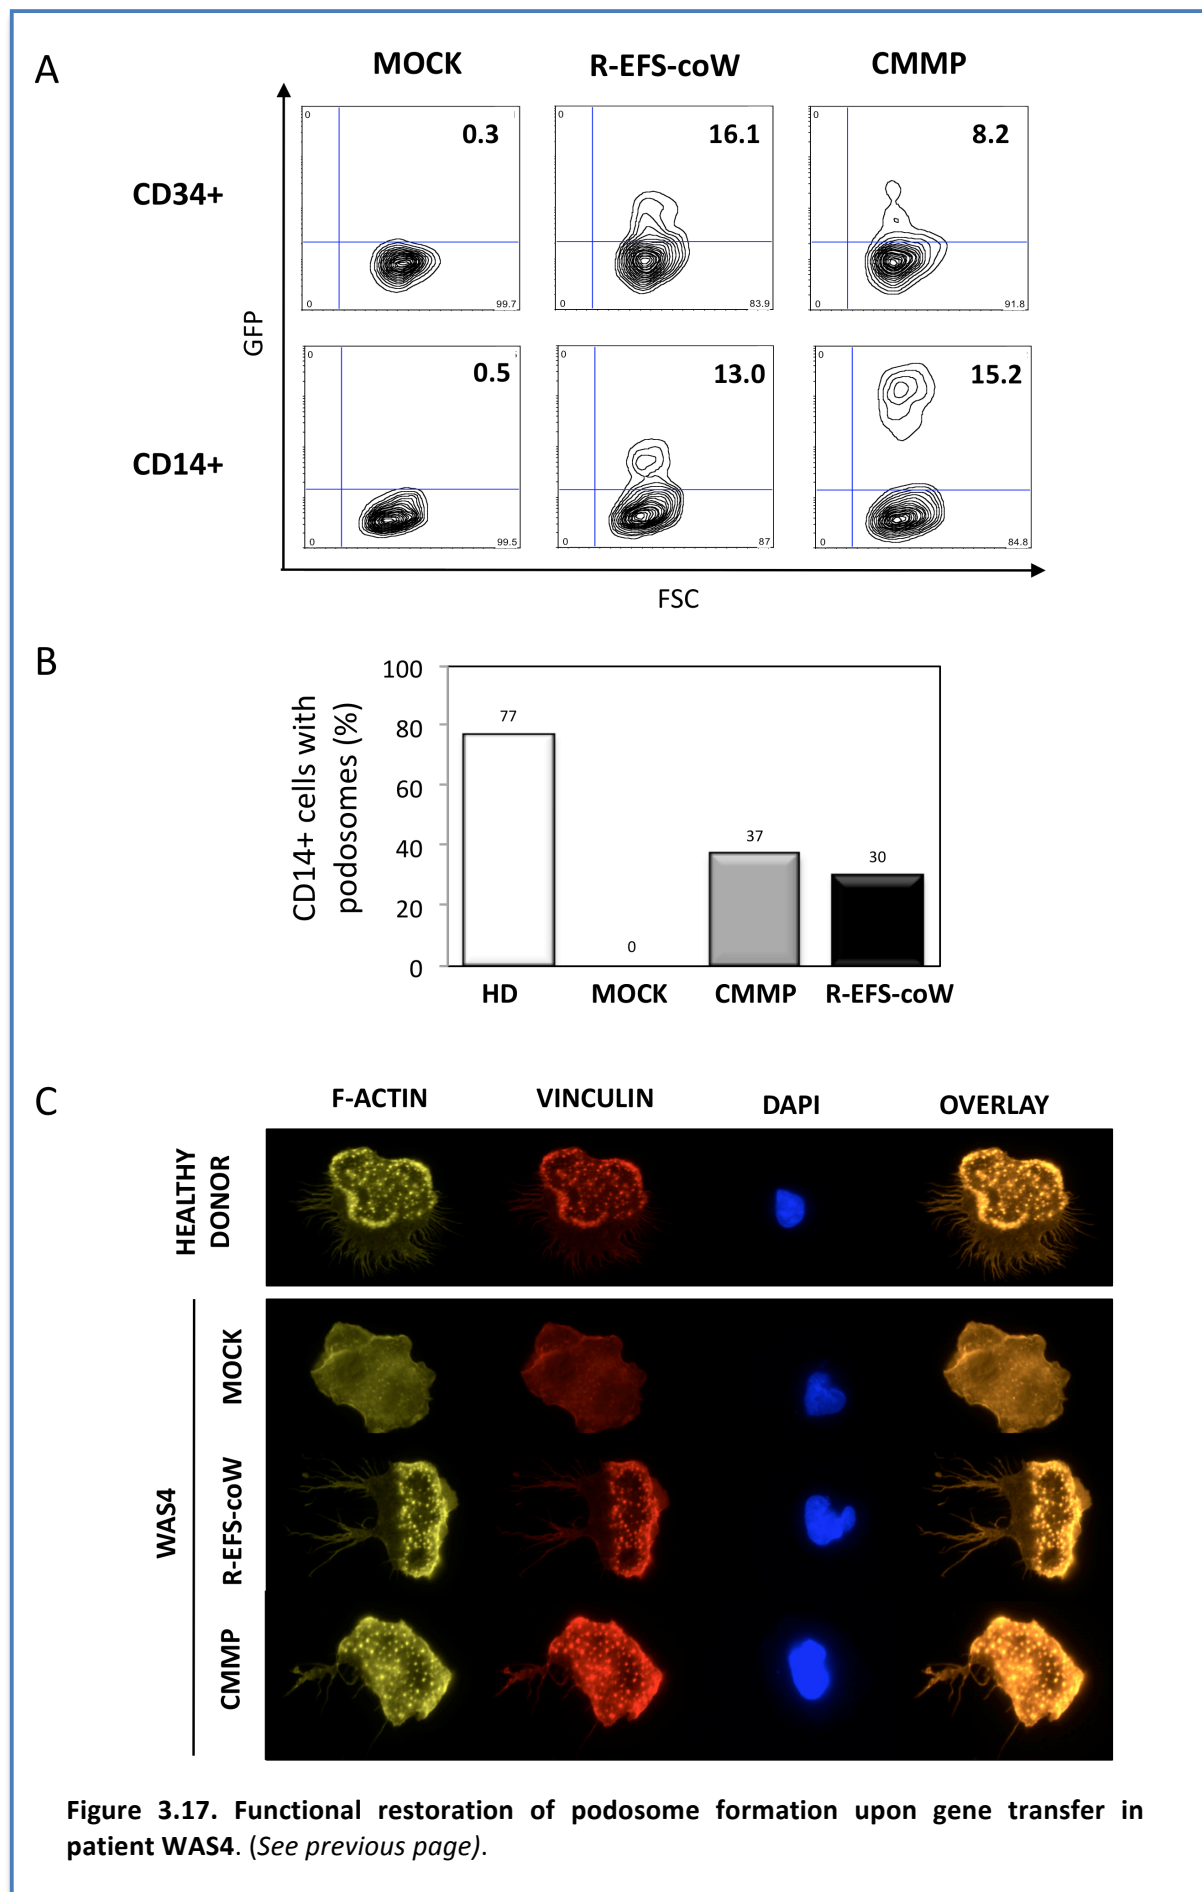 A
MOCK R-EFS-coW CMMP
CD34+
0 0.3 0 99.7
0 16.1 0 83.9
0 8.2 0 91.8
GFP
CD14+
0 0.5 0 99.5
0 13.0 0 87
0 15.2 0 84.8
FSC
B
CD14+ cells with
podosomes (%)
100
80
60
40
20
0
77
0
37
30
HD MOCK CMMP R-EFS-coW
C
F-ACTIN VINCULIN DAPI OVERLAY
HEALTHY
DONOR
WAS4
MOCK
R-EFS-coW
CMMP
Figure 3.17. Functional restoration of podosome formation upon gene transfer in
patient WAS4. (See previous page).